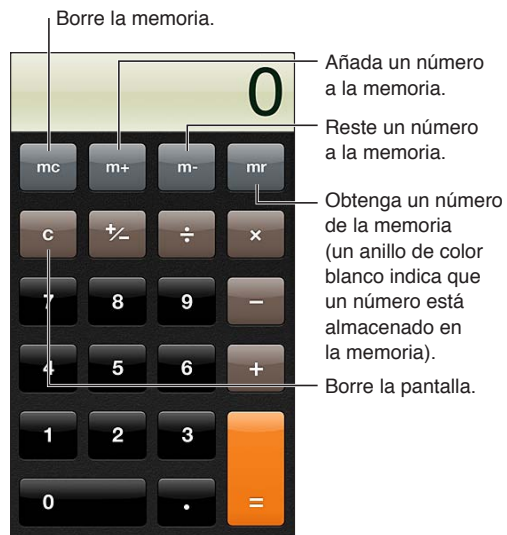 Borre la memoria.
0
Añada un número
a la memoria.
Reste un número
a la memoria.
mc m+ m- mr
Obtenga un número
de la memoria
(un anillo de color
blanco indica que
un número está
almacenado en
la memoria).
c +/− ÷ ×
7 8 9 −
4 5 6 +
Borre la pantalla.
1 2 3
0 . =